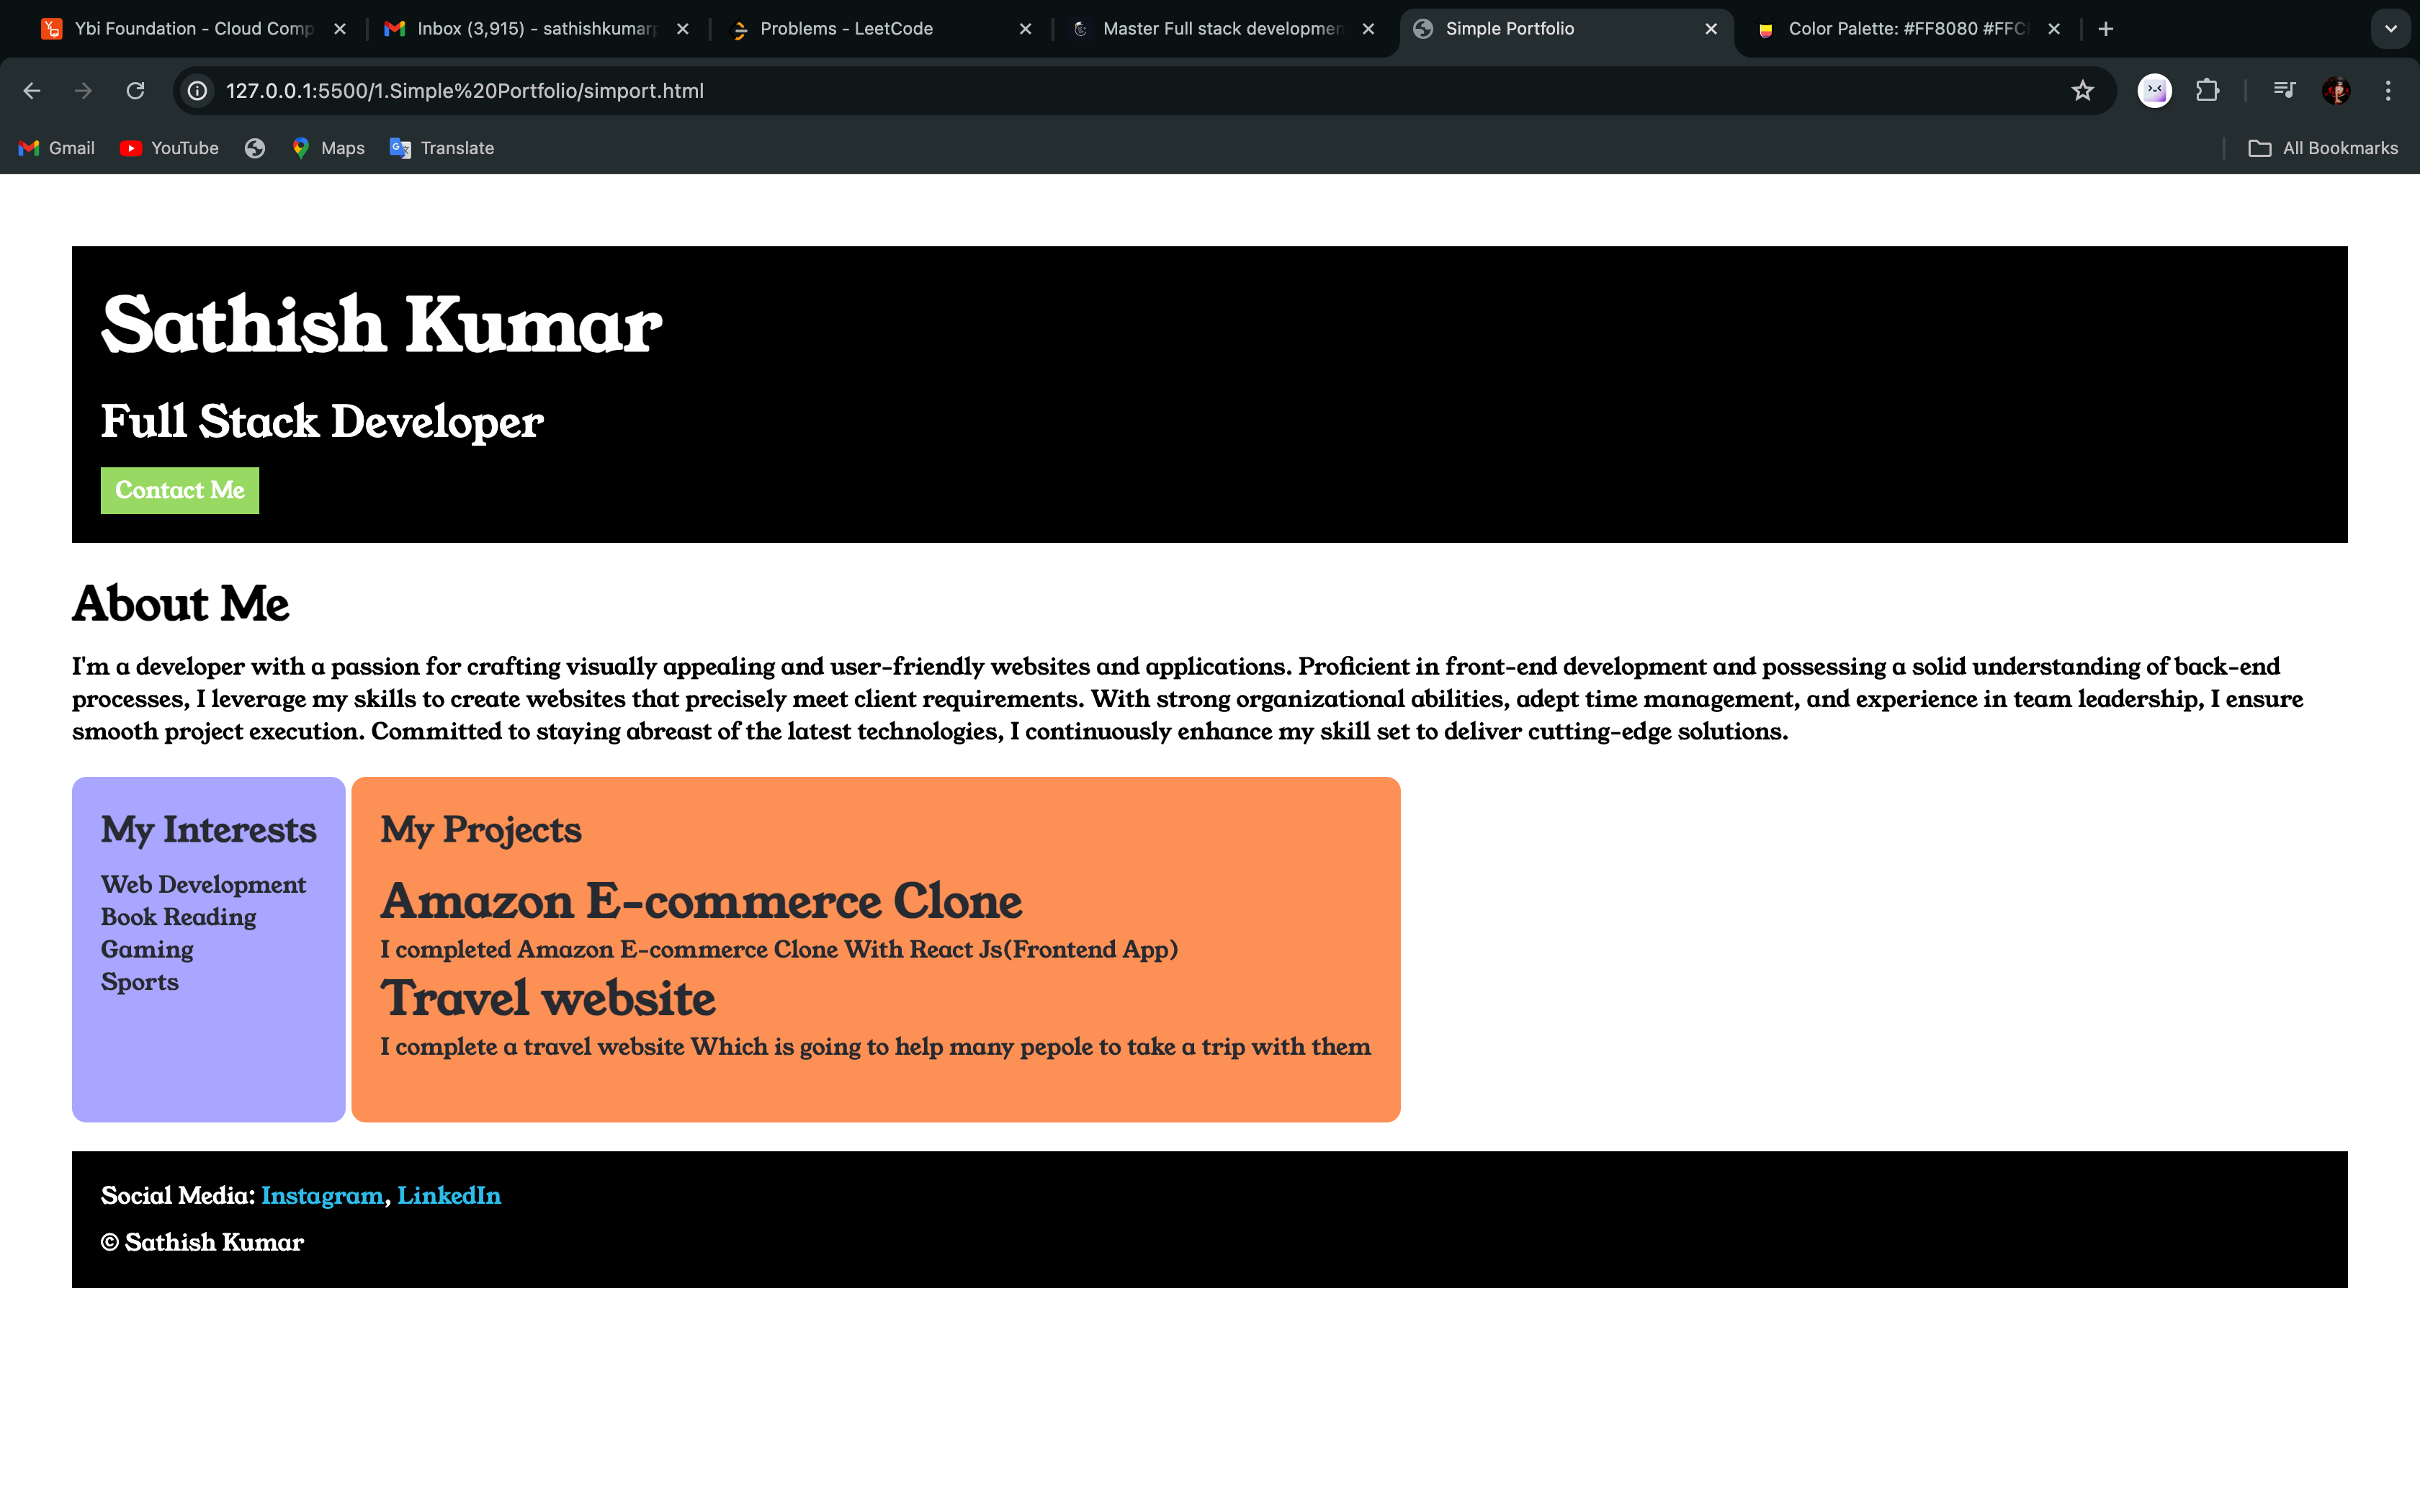 Ybi Foundation - Cloud Comp
Inbox (3,915) - sathishkumar
Problems - LeetCode
Master Full stack developmen
Simple Portfolio
Color Palette: #FF8080 #FFC
127.0.0.1:5500/1.Simple%20Portfolio/simport.html
Gmail
YouTube
Maps
Translate
All Bookmarks
Sathish Kumar
Full Stack Developer
Contact Me
About Me
I'm a developer with a passion for crafting visually appealing and user-friendly websites and applications. Proficient in front-end development and possessing a solid understanding of back-end
processes, I leverage my skills to create websites that precisely meet client requirements. With strong organizational abilities, adept time management, and experience in team leadership, I ensure
smooth project execution. Committed to staying abreast of the latest technologies, I continuously enhance my skill set to deliver cutting-edge solutions.
My Interests
Web Development
Book Reading
Gaming
Sports
My Projects
Amazon E-commerce Clone
I completed Amazon E-commerce Clone With React Js(Frontend App)
Travel website
I complete a travel website Which is going to help many pepole to take a trip with them
Social Media: Instagram, LinkedIn
© Sathish Kumar